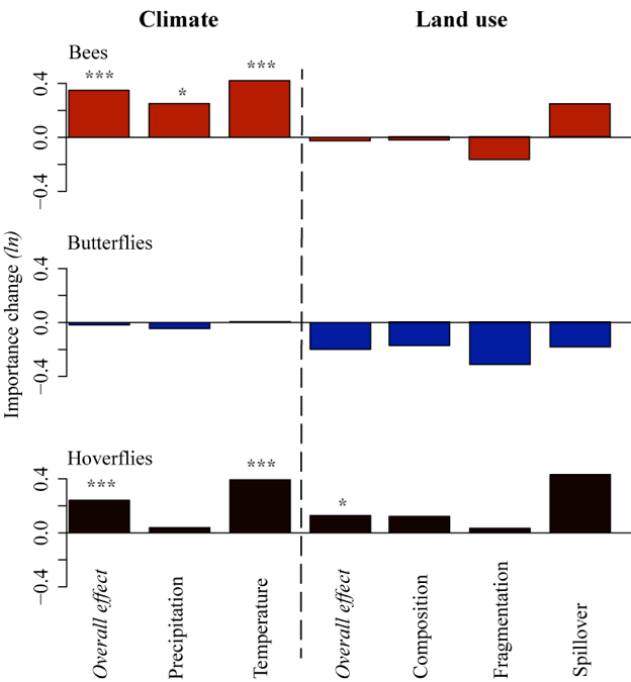 Climate Land use
Bees
*** * ***
0.4
0.0
−0.4
Butterflies
0.4
0.0
−0.4
Hoverflies
*** *** *
0.4
0.0
−0.4
Importance change (ln)
Overall effect
Precipitation
Temperature
Overall effect
Composition
Fragmentation
Spillover